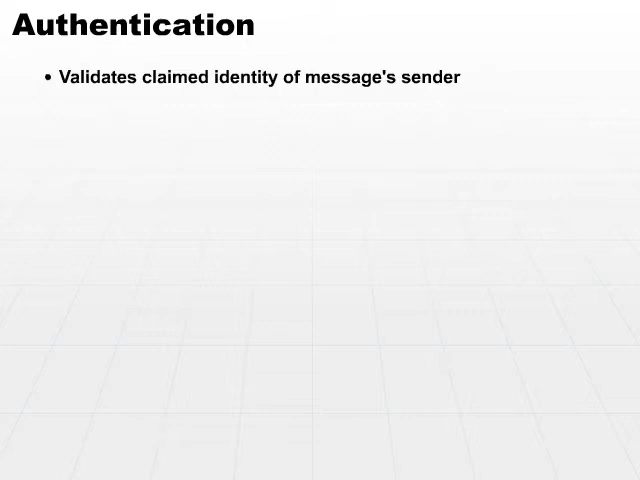 Authentication
• Validates claimed identity of message's sender